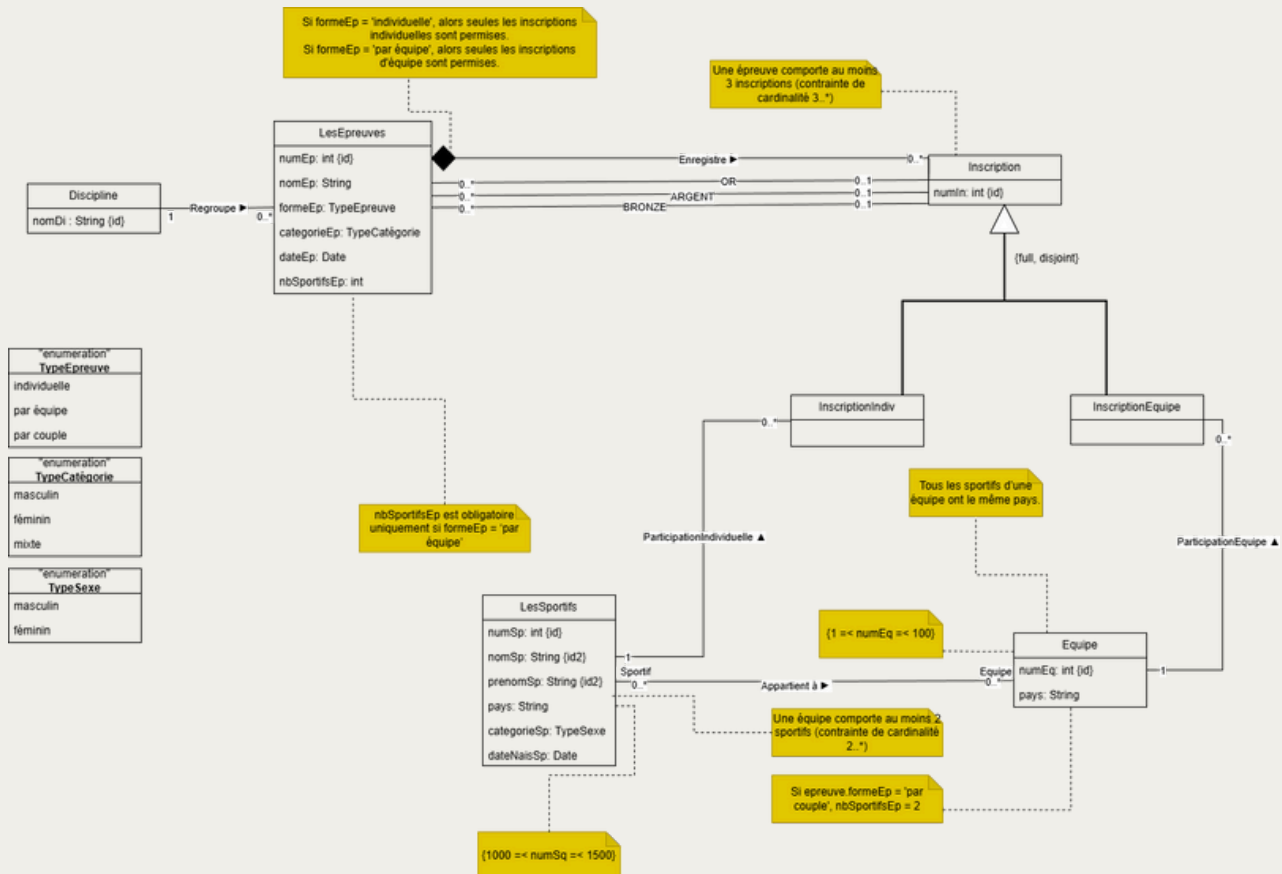 Si formeEp = 'individuelle', alors seules les inscriptions
individuelles sont permises.
Si formeEp = 'par équipe', alors seules les inscriptions
d'équipe sont permises.
Une épreuve comporte au moins
3 inscriptions (contrainte de
cardinalité 3..*)
LesEpreuves
numEp: int {id}
nomEp: String
formeEp: TypeEpreuve
categorieEp: TypeCatégorie
dateEp: Date
nbSportifsEp: int
Enregistre ►
0..*
0..*
OR
0..1
0..*
ARGENT
0..1
0..*
BRONZE
0..1
Inscription
numIn: int {id}
Discipline
nomDi : String {id}
1
Regroupe ►
0..*
{full, disjoint}
"enumeration"
TypeEpreuve
individuelle
par équipe
par couple
"enumeration"
TypeCatégorie
masculin
féminin
mixte
"enumeration"
TypeSexe
masculin
féminin
InscriptionIndiv
0..*
InscriptionEquipe
0..*
nbSportifsEp est obligatoire
uniquement si formeEp = 'par
équipe'
Tous les sportifs d'une
équipe ont le même pays.
ParticipationIndividuelle ▲
ParticipationEquipe ▲
LesSportifs
numSp: int {id}
nomSp: String {id2}
prenomSp: String {id2}
pays: String
categorieSp: TypeSexe
dateNaisSp: Date
1
Sportif
0..*
Appartient à ►
Equipe
0..*
{1 =< numEq =< 100}
Equipe
numEq: int {id}
pays: String
1
Une équipe comporte au moins 2
sportifs (contrainte de cardinalité
2..*)
Si epreuve.formeEp = 'par
couple', nbSportifsEp = 2
{1000 =< numSq =< 1500}